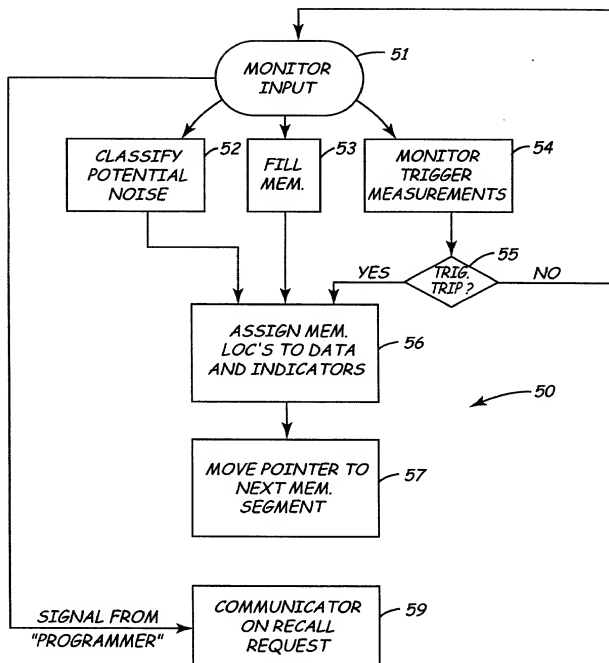 MONITOR
INPUT
51
CLASSIFY
POTENTIAL
NOISE
52
FILL
MEM.
53
MONITOR
TRIGGER
MEASUREMENTS
54
TRIG.
TRIP?
55
YES
NO
ASSIGN MEM.
LOC'S TO DATA
AND INDICATORS
56
50
MOVE POINTER TO
NEXT MEM.
SEGMENT
57
SIGNAL FROM
"PROGRAMMER"
COMMUNICATOR
ON RECALL
REQUEST
59